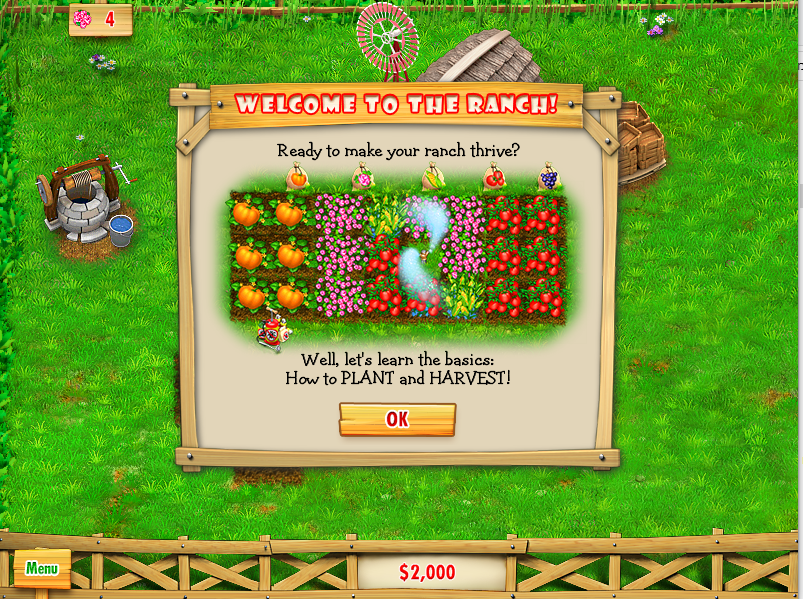 4
WELCOME TO THE RANCH!
Ready to make your ranch thrive?
Well, let's learn the basics:
How to PLANT and HARVEST!
OK
Menu
$2,000